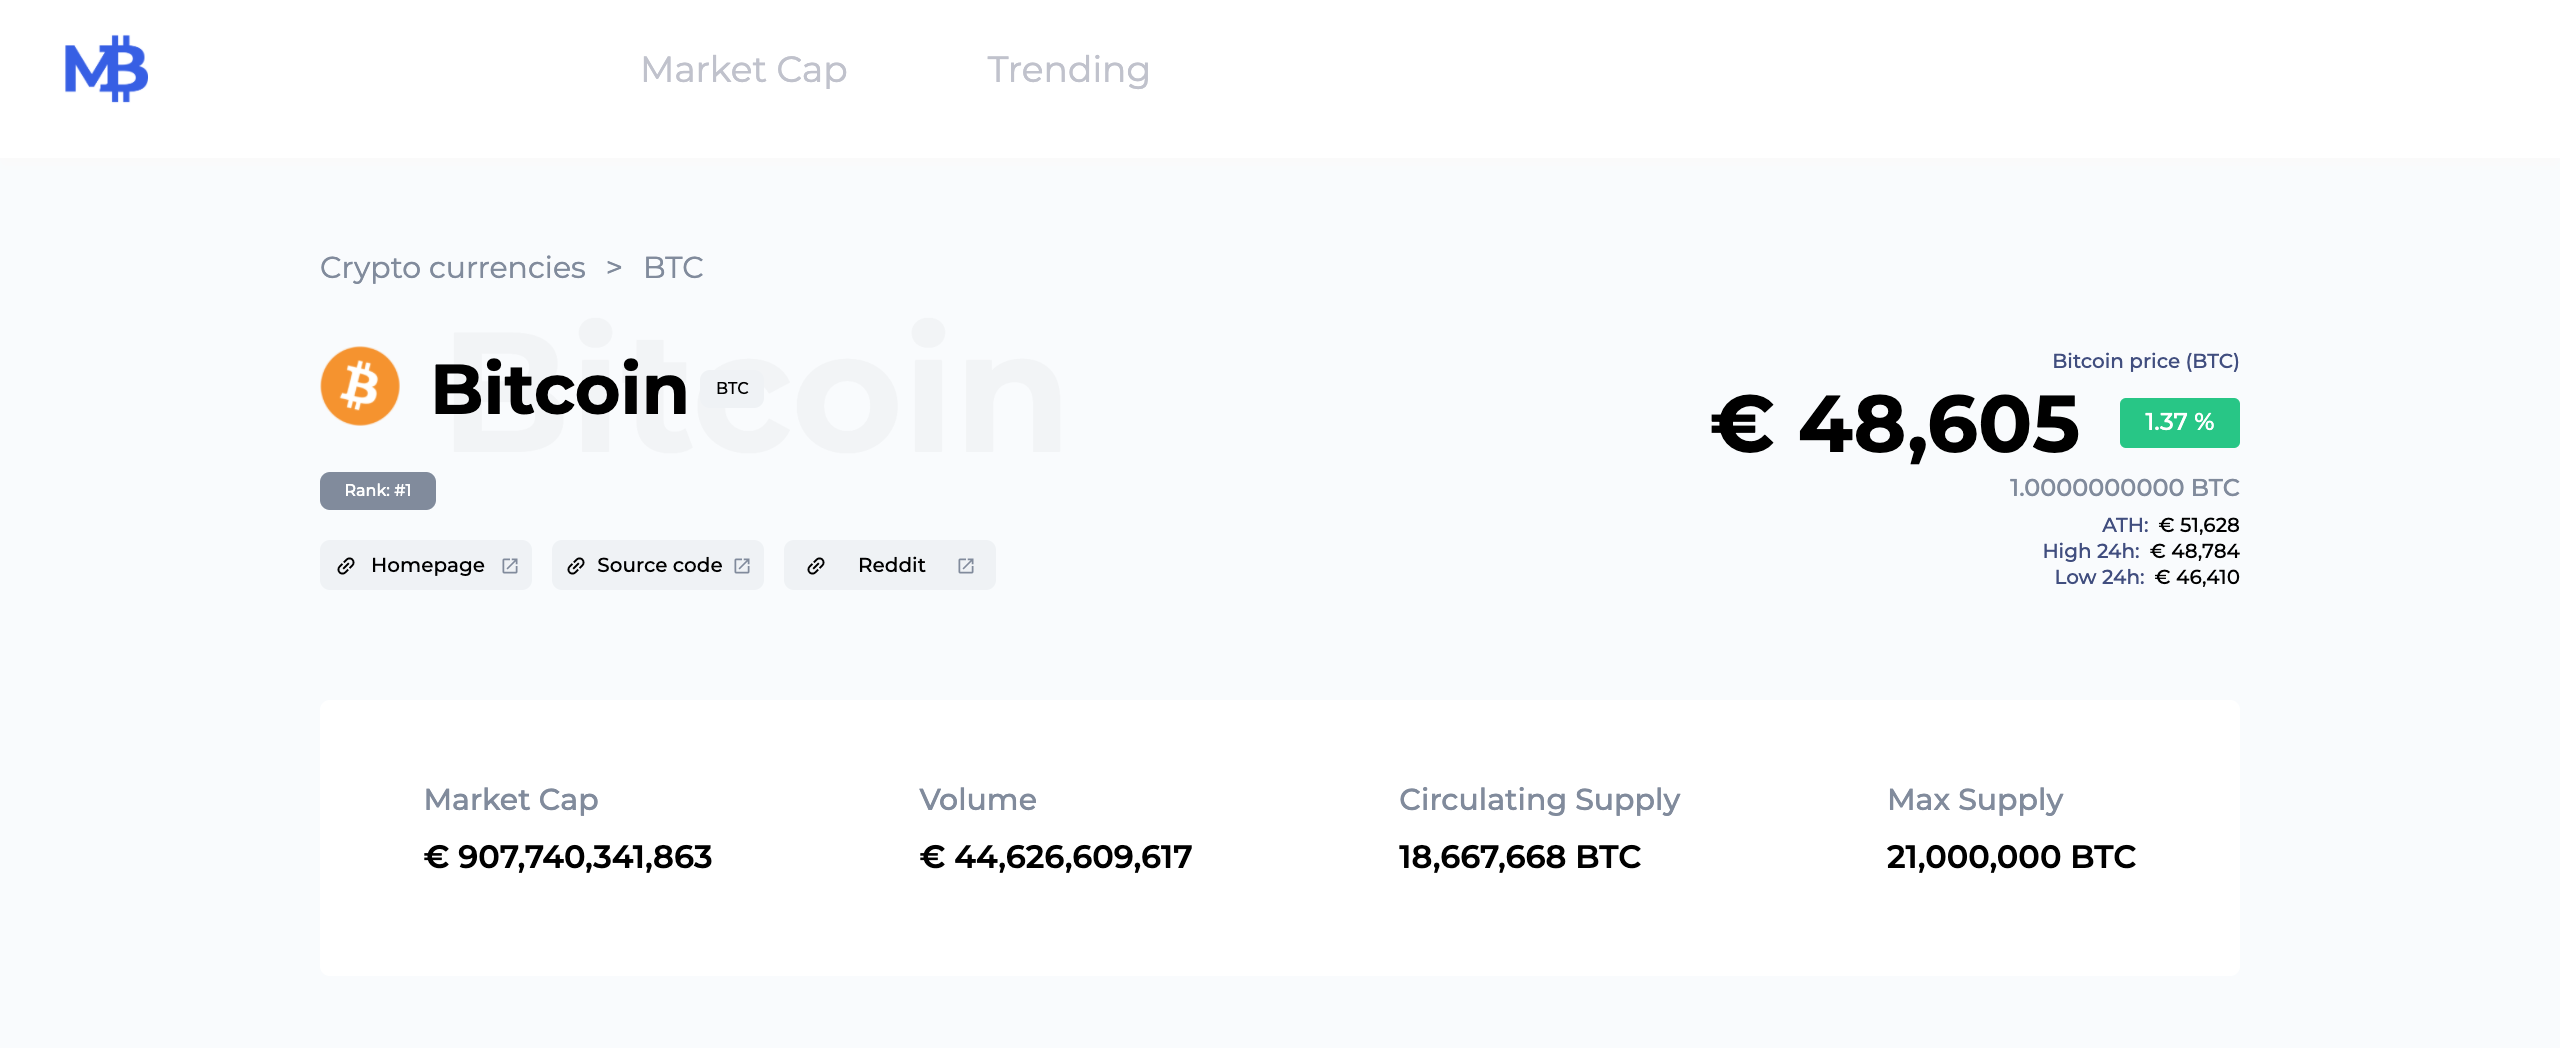 MB
Market Cap
Trending
Crypto currencies > BTC
Bitcoin
Bitcoin BTC
Rank: #1
Homepage
Source code
Reddit
Bitcoin price (BTC)
€ 48,605 1.37 %
1.0000000000 BTC
ATH: € 51,628
High 24h: € 48,784
Low 24h: € 46,410
Market Cap
€ 907,740,341,863
Volume
€ 44,626,609,617
Circulating Supply
18,667,668 BTC
Max Supply
21,000,000 BTC